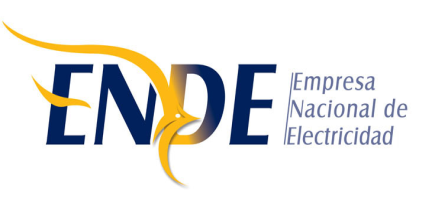 ENDE
Empresa
Nacional de
Electricidad